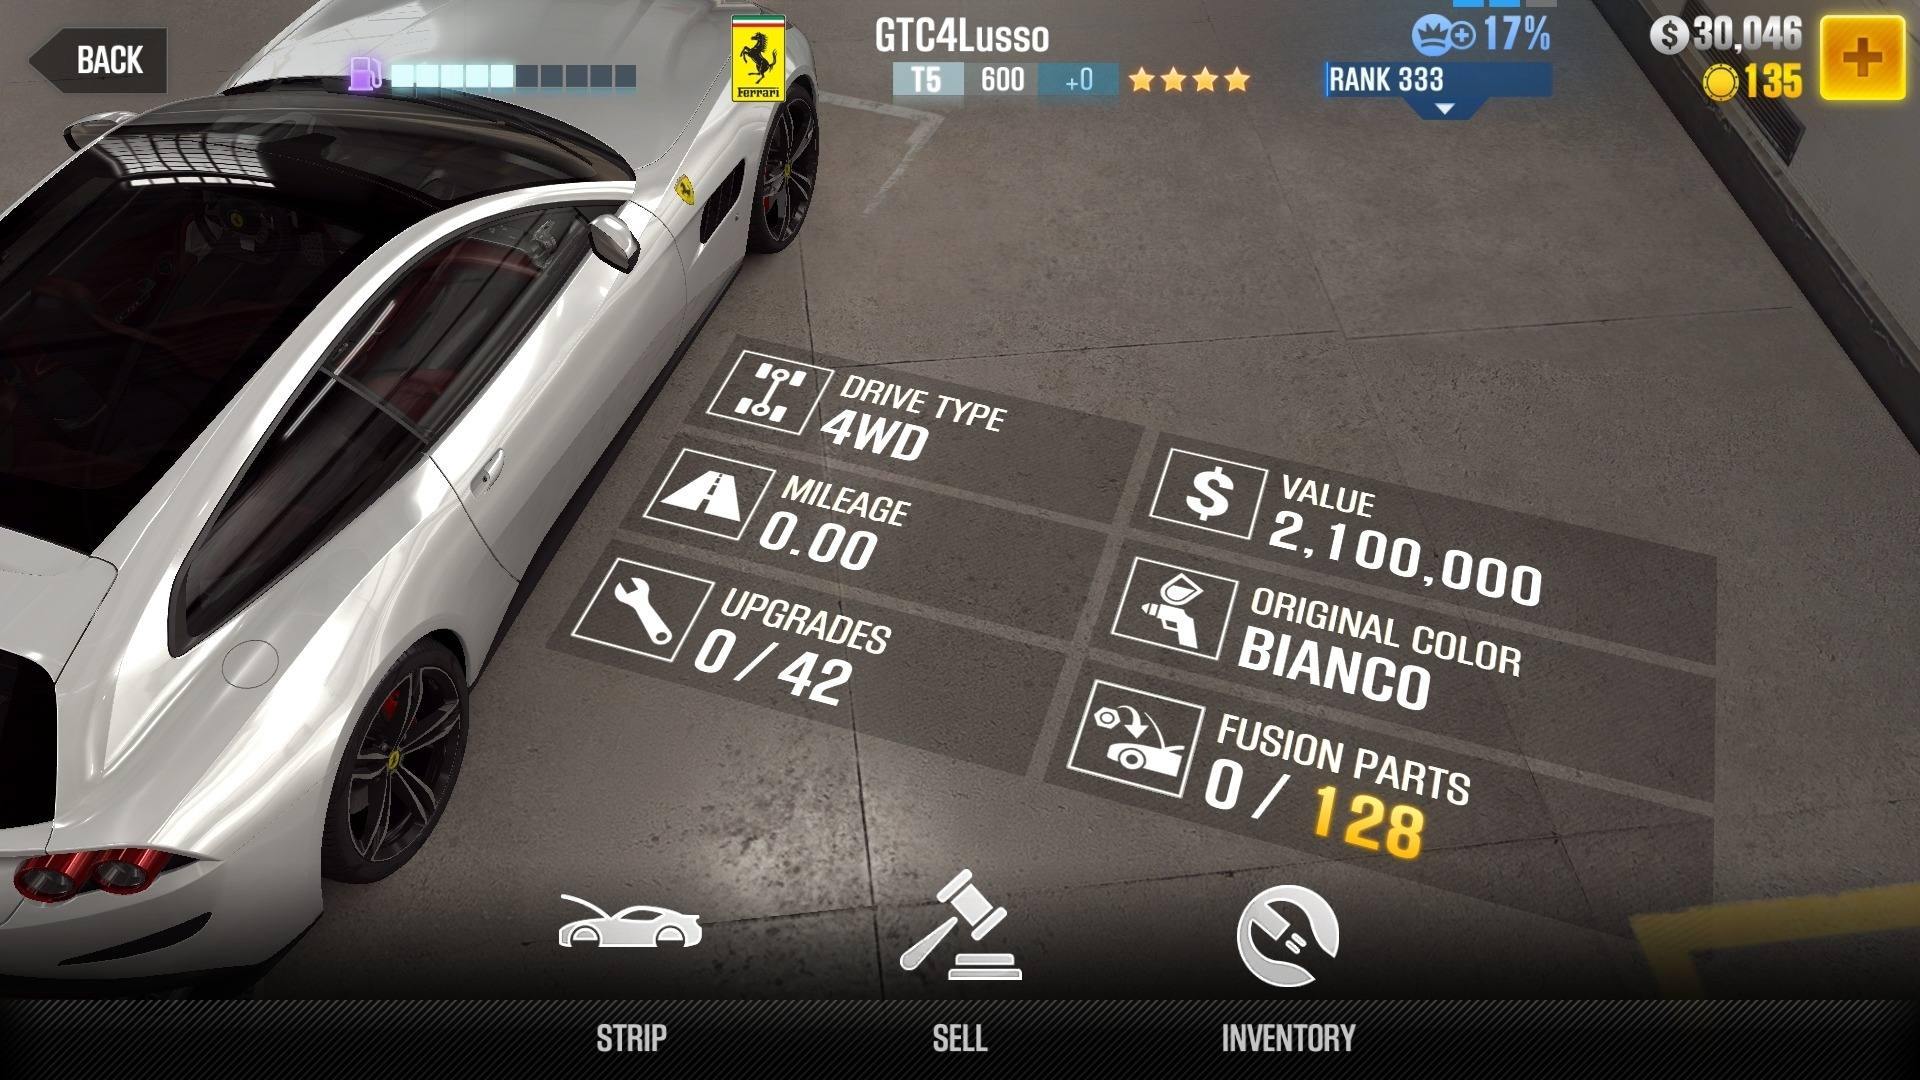 BACK
Ferrari
GTC4Lusso
T5 600 +0
17%
RANK 333
$ 30,046
135
DRIVE TYPE
4WD
MILEAGE
0.00
UPGRADES
0/42
$ VALUE
2,100,000
ORIGINAL COLOR
BIANCO
FUSION PARTS
0/ 128
STRIP
SELL
INVENTORY